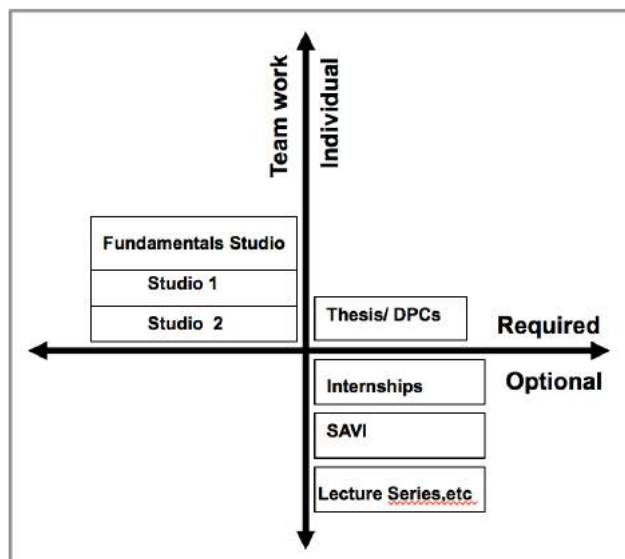 Team work
Individual
Fundamentals Studio
Studio 1
Studio 2
Thesis/ DPCs
Required
Optional
Internships
SAVI
Lecture Series,etc